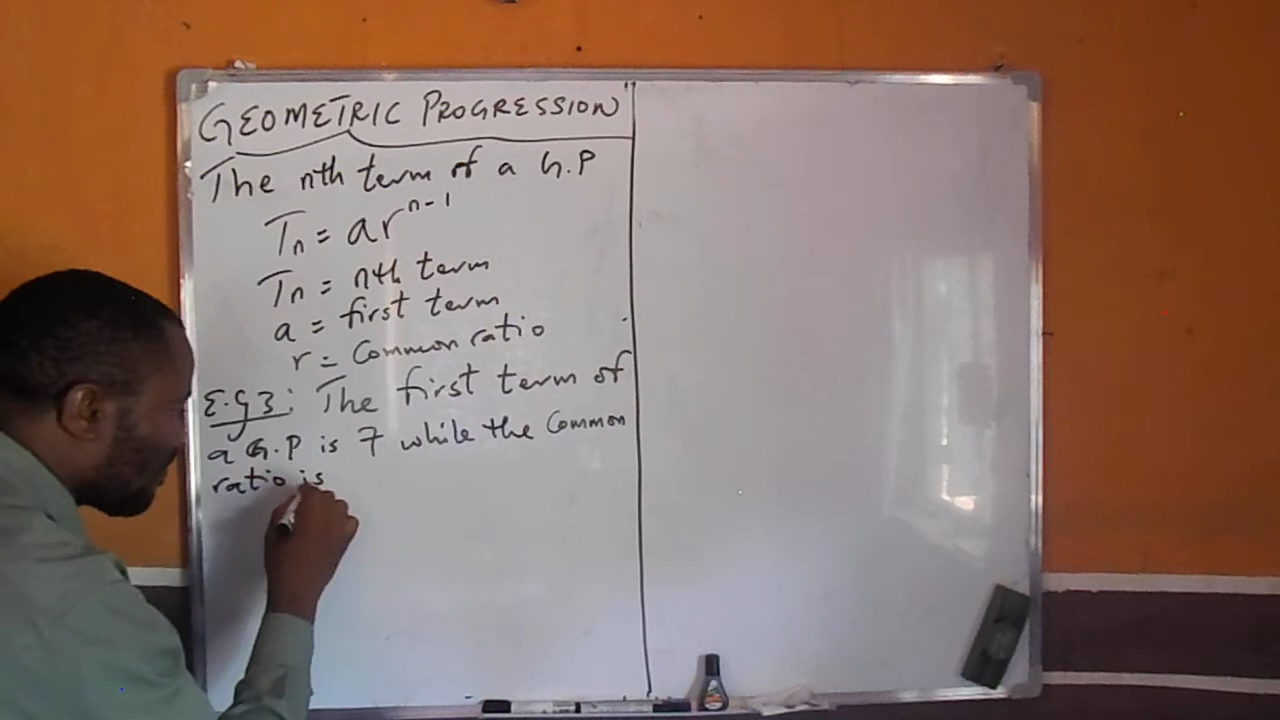 GEOMETRIC PROGRESSION
The nth term of a G.P
Tn = ar^n-1
Tn = nth term
a = first term
r = Common ratio
E.g 3: The first term of
a G.P is 7 while the Common
ratio is